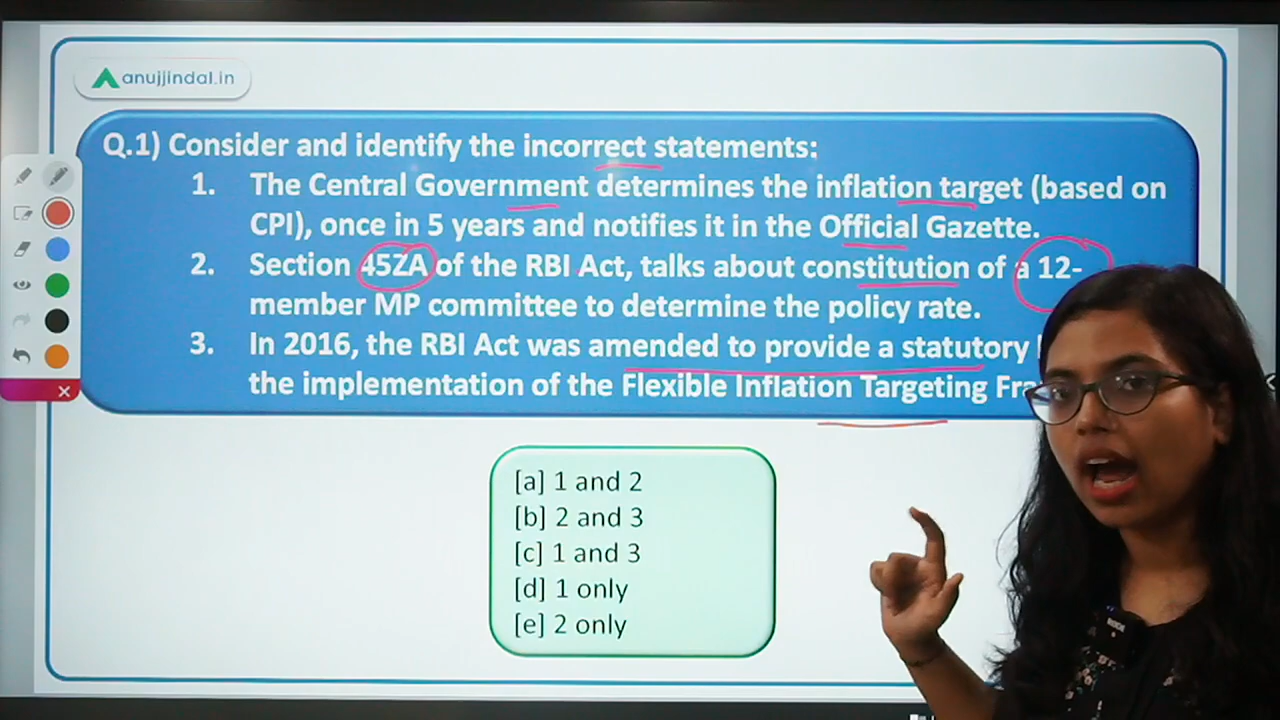 anujjindal.in
Q.1) Consider and identify the incorrect statements:
1. The Central Government determines the inflation target (based on
CPI), once in 5 years and notifies it in the Official Gazette.
2. Section 45ZA of the RBI Act, talks about constitution of a 12-
member MP committee to determine the policy rate.
3. In 2016, the RBI Act was amended to provide a statutory
the implementation of the Flexible Inflation Targeting
[a] 1 and 2
[b] 2 and 3
[c] 1 and 3
[d] 1 only
[e] 2 only